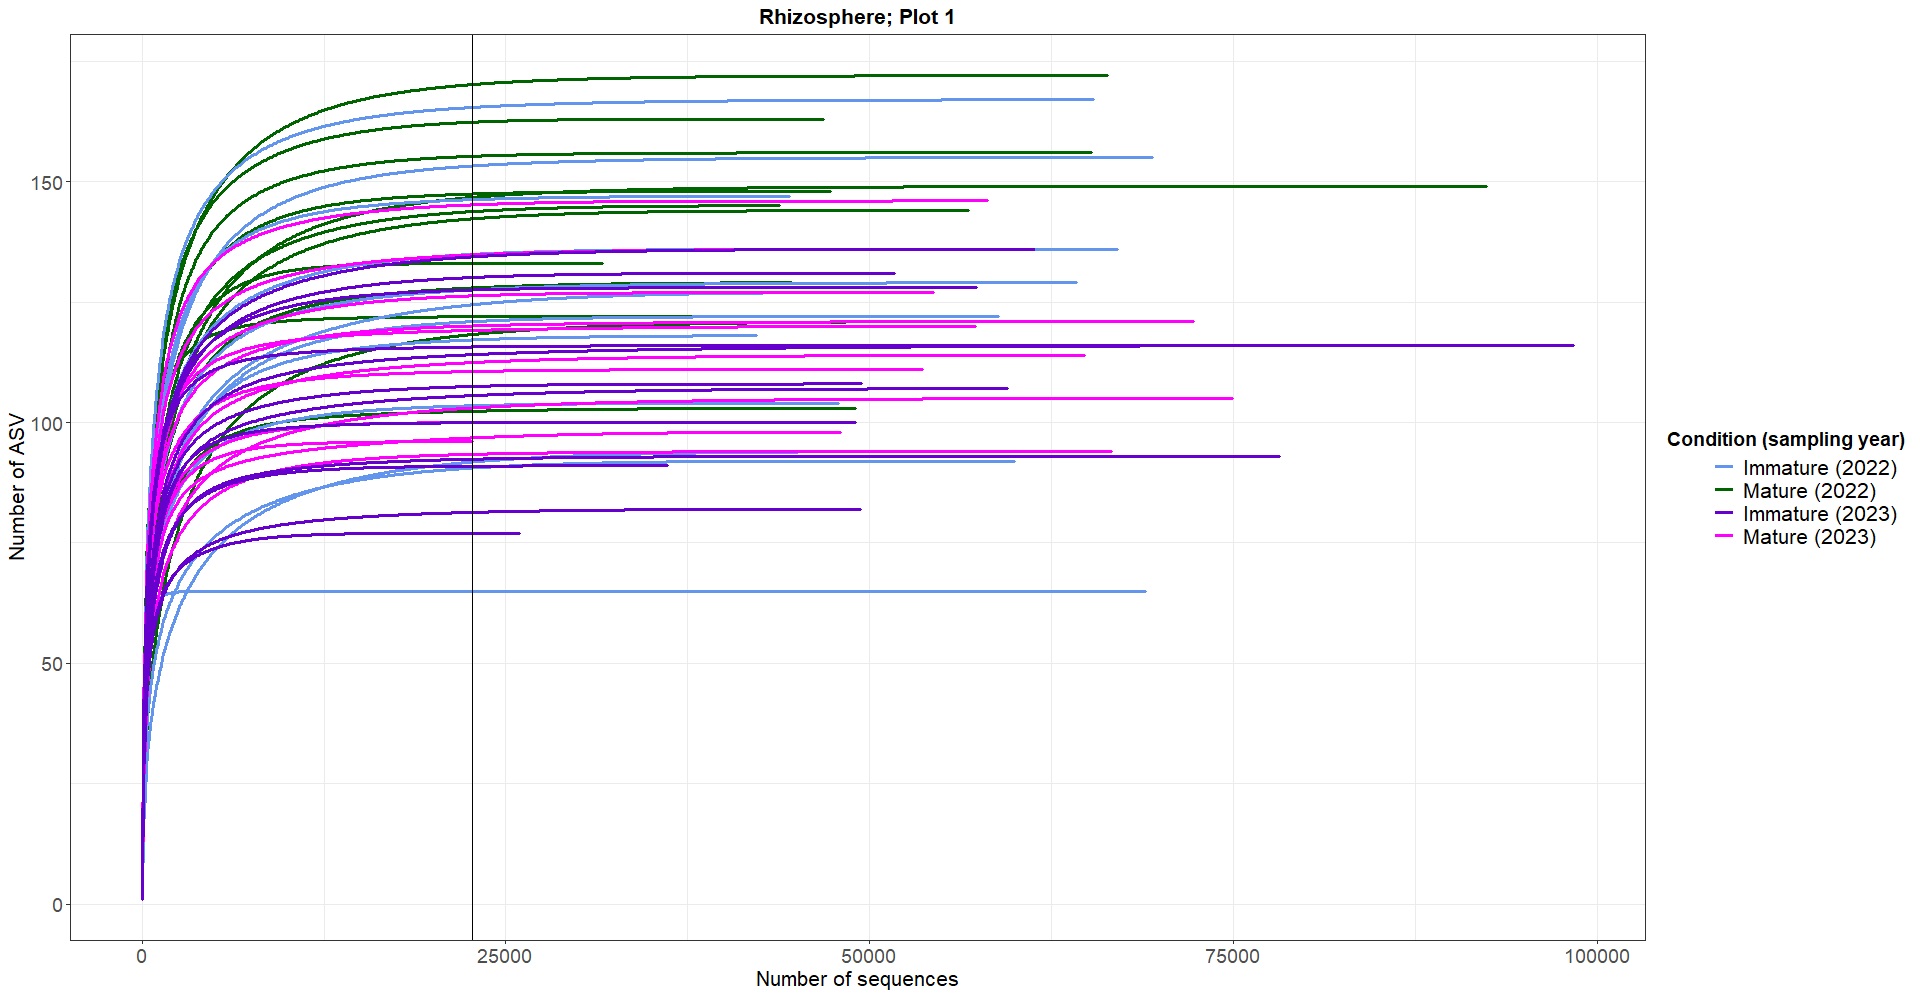 Rhizosphere; Plot 1
Number of ASV
150
100
50
0
0 25000 50000 75000 100000
Number of sequences
Condition (sampling year)
Immature (2022)
Mature (2022)
Immature (2023)
Mature (2023)